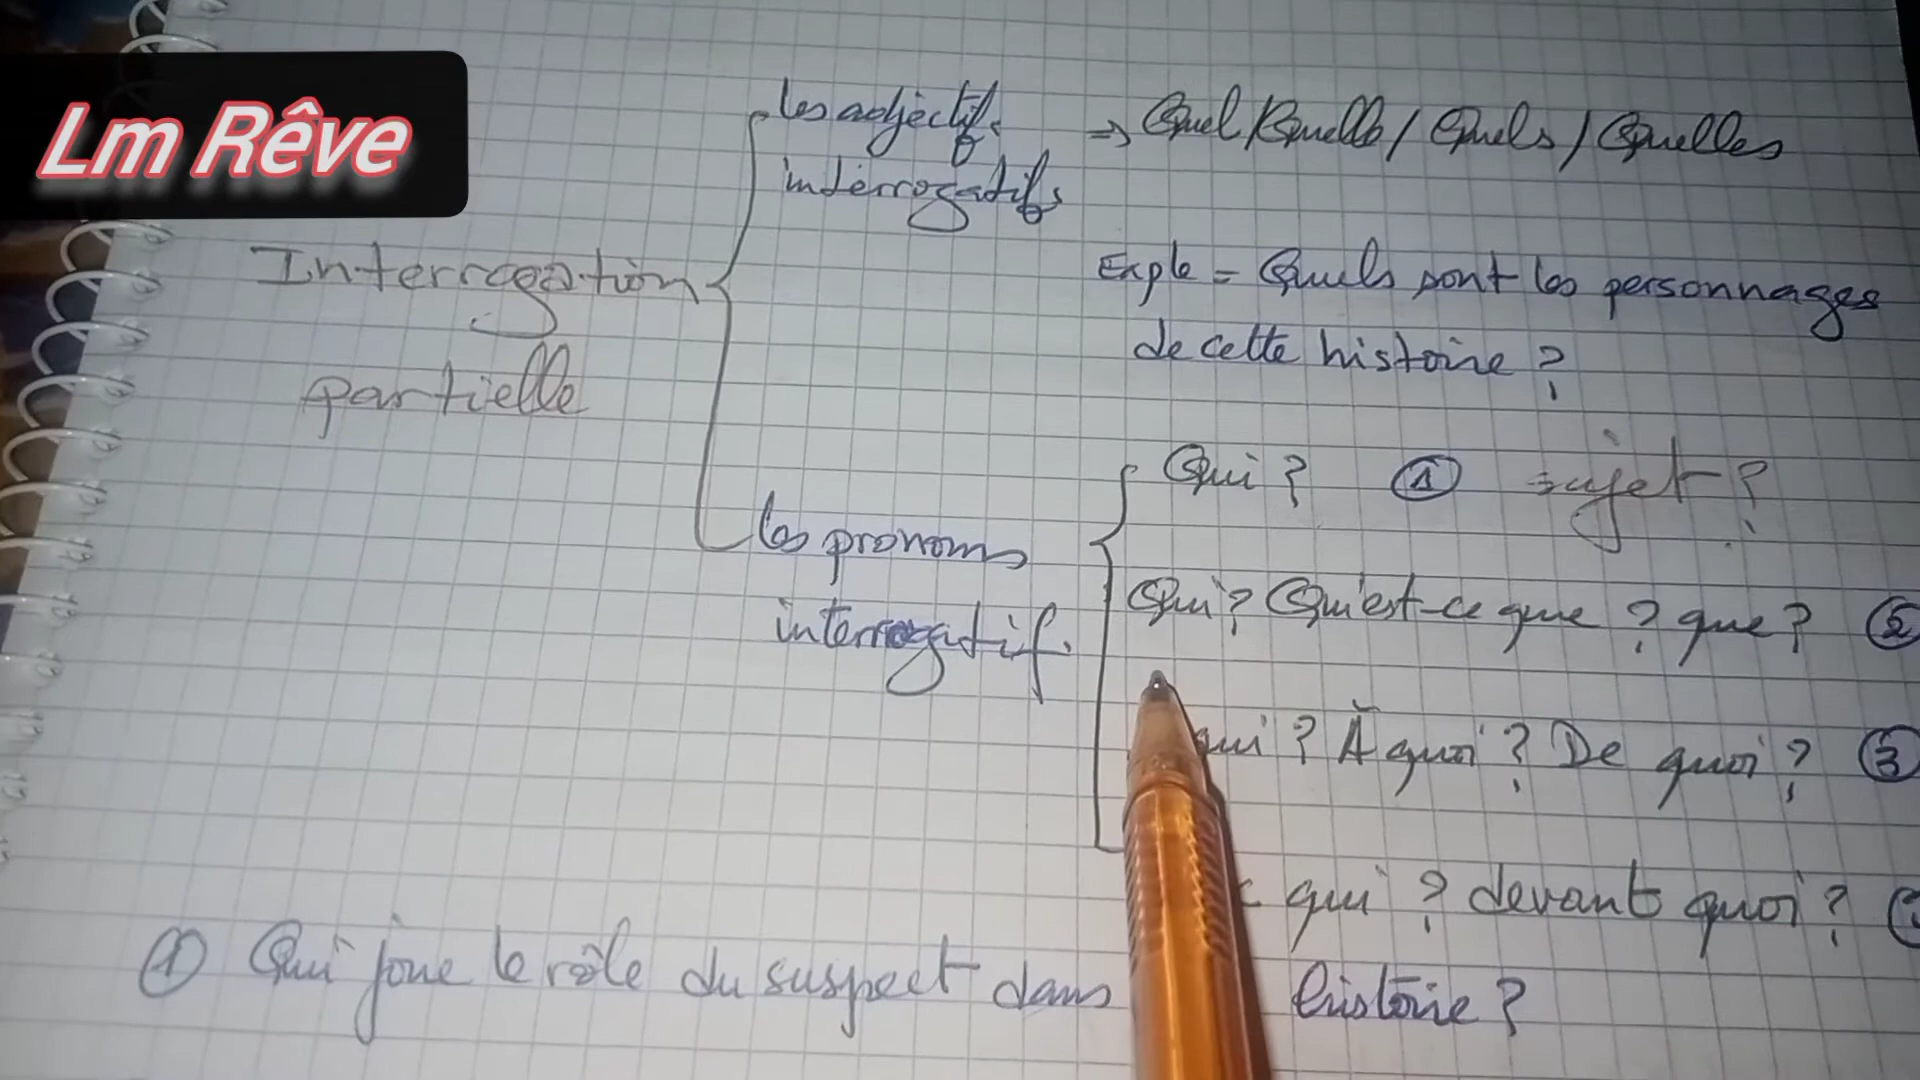 Lm Rêve
les adjectifs
interrogatifs
=> Quel / Quelle / Quels / Quelles
Interrogation
partielle
Exple = Quels sont les personnages
de cette histoire ?
Qui ? ① sujet ?
les pronoms
interrogatif.
Qui ? Qu'est-ce que ? que ? ②
qui ? À quoi ? De quoi ? ③
qui ? devant quoi ?
① Qui joue le rôle du suspect dans histoire ?